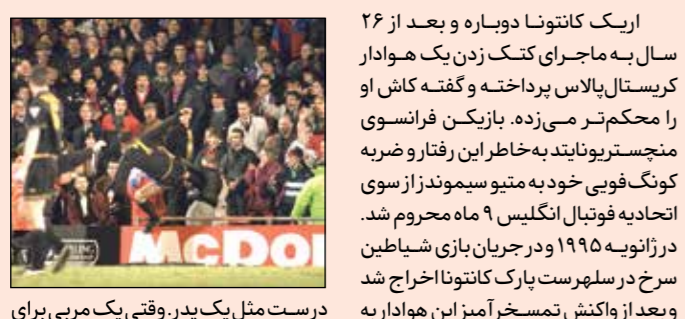 اریک کانتونا دوباره و بعد از ۲۶
سال به ماجرای کتک زدن یک هوادار
کریستال‌پالاس پرداخته و گفته کاش او
را محکم‌تر می‌زده. بازیکن فرانسوی
منچستریونایتد به‌خاطر این رفتار و ضربه
کونگ‌فویی خود به متیو سیموندز از سوی
اتحادیه فوتبال انگلیس ۹ ماه محروم شد.
در ژانویه ۱۹۹۵ و در جریان بازی شیاطین
سرخ در سلهرست پارک کانتونا اخراج شد
و بعد از واکنش تمسخرآمیز این هوادار به
McDo
درست مثل یک پدر. وقتی یک مربی برای